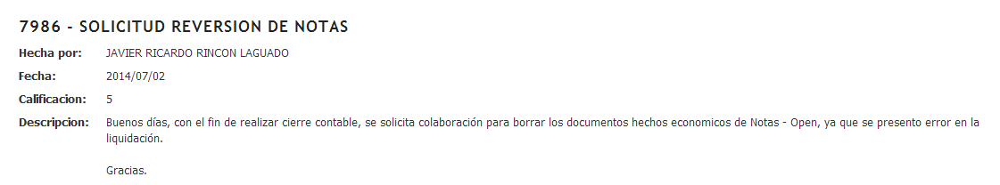 7986 - SOLICITUD REVERSION DE NOTAS
Hecha por: JAVIER RICARDO RINCON LAGUADO
Fecha: 2014/07/02
Calificacion: 5
Descripcion: Buenos días, con el fin de realizar cierre contable, se solicita colaboración para borrar los documentos hechos economicos de Notas - Open, ya que se presento error en la
liquidación.
Gracias.